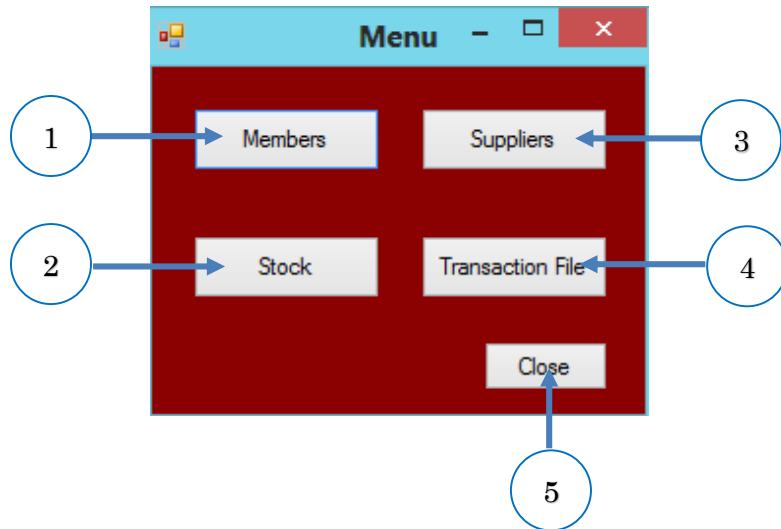 Menu
1
Members
Suppliers
3
2
Stock
Transaction File
4
Close
5